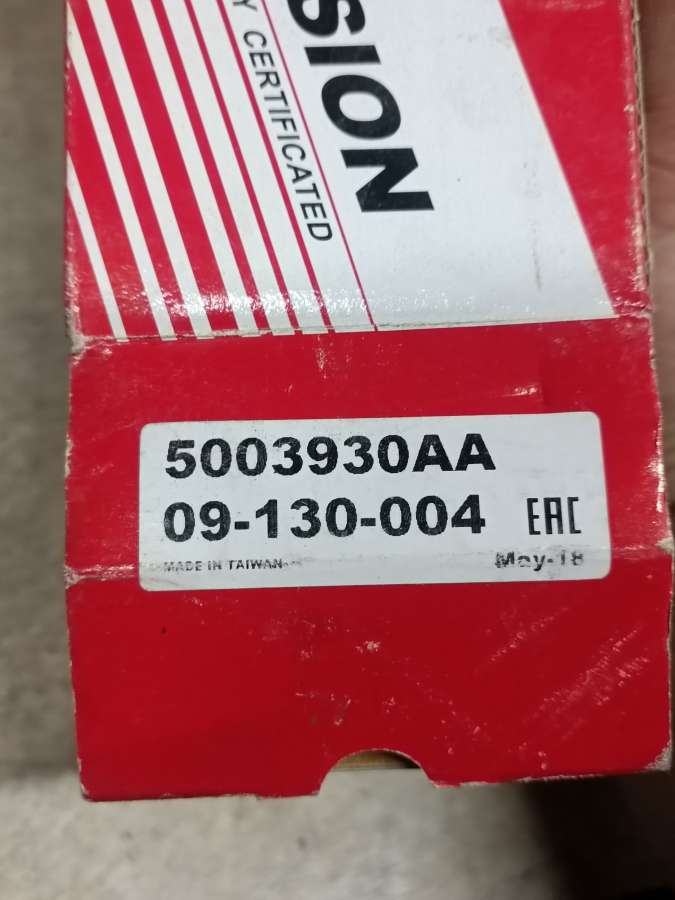 SION
Y CERTIFICATED
5003930AA
09-130-004 EAC
MADE IN TAIWAN
May-18